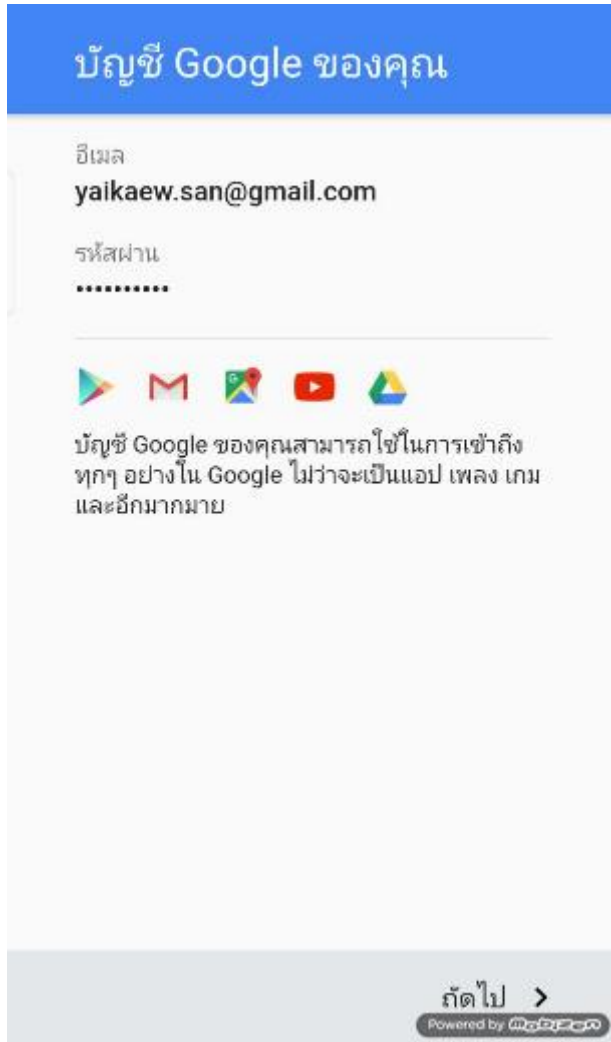 บัญชี Google ของคุณ
อีเมล
yaikaew.san@gmail.com
รหัสผ่าน
••••••••••
บัญชี Google ของคุณสามารถใช้ในการเข้าถึง
ทุกๆ อย่างใน Google ไม่ว่าจะเป็นแอป เพลง เกม
และอีกมากมาย
ถัดไป
Powered by